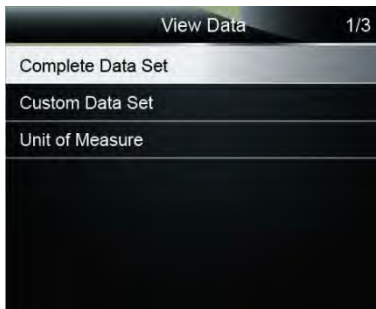 View Data 1/3
Complete Data Set
Custom Data Set
Unit of Measure